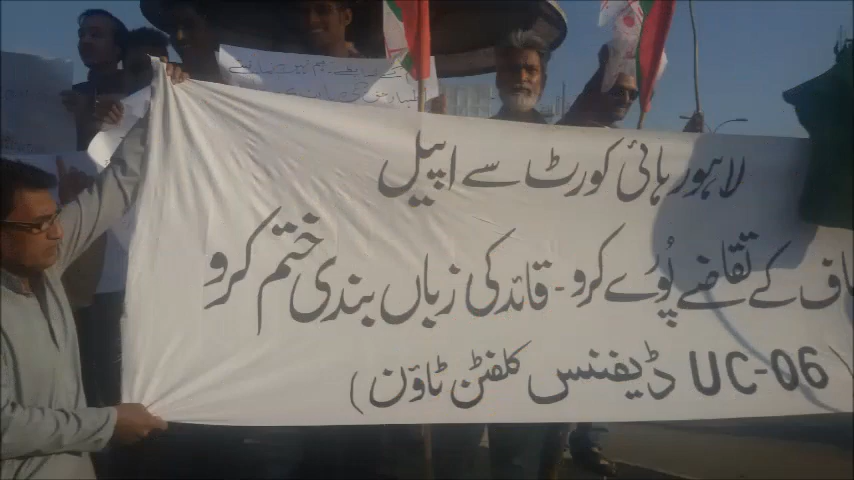 لاہور ہائی کورٹ سے اپیل
کے تقاضے پُورے کرو - قائد کی زباں بندی ختم کرو
(UC-06 ڈیفنس کلفٹن ٹاؤن)